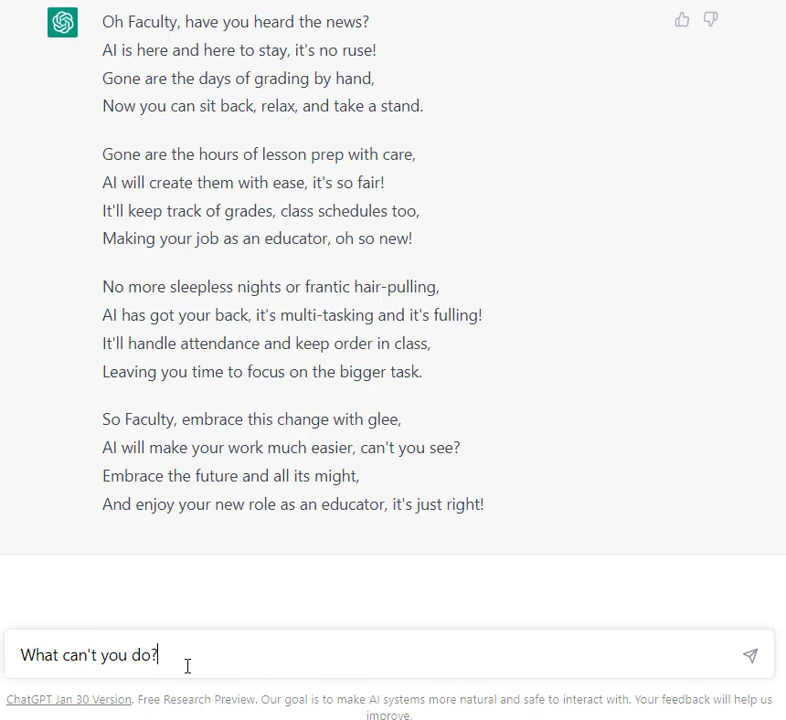 Oh Faculty, have you heard the news?
AI is here and here to stay, it's no ruse!
Gone are the days of grading by hand,
Now you can sit back, relax, and take a stand.
Gone are the hours of lesson prep with care,
AI will create them with ease, it's so fair!
It'll keep track of grades, class schedules too,
Making your job as an educator, oh so new!
No more sleepless nights or frantic hair-pulling,
AI has got your back, it's multi-tasking and it's fulling!
It'll handle attendance and keep order in class,
Leaving you time to focus on the bigger task.
So Faculty, embrace this change with glee,
AI will make your work much easier, can't you see?
Embrace the future and all its might,
And enjoy your new role as an educator, it's just right!
What can't you do?
ChatGPT Jan 30 Version. Free Research Preview. Our goal is to make AI systems more natural and safe to interact with. Your feedback will help us
improve.